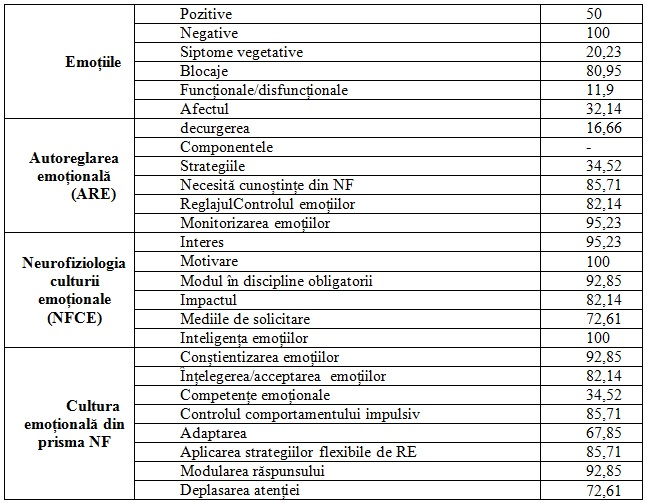 Emoțiile
Pozitive 50
Negative 100
Siptome vegetative 20,23
Blocaje 80,95
Funcționale/disfuncționale 11,9
Afectul 32,14
Autoreglarea
emoțională
(ARE)
decurgerea 16,66
Componentele -
Strategiile 34,52
Necesită cunoștințe din NF 85,71
ReglajulControlul emoțiilor 82,14
Monitorizarea emoțiilor 95,23
Neurofiziologia
culturii
emoționale
(NFCE)
Interes 95,23
Motivare 100
Modul în discipline obligatorii 92,85
Impactul 82,14
Mediile de solicitare 72,61
Inteligența emoțiilor 100
Cultura
emoțională din
prisma NF
Conștientizarea emoțiilor 92,85
Înțelegerea/acceptarea emoțiilor 82,14
Competențe emoționale 34,52
Controlul comportamentului impulsiv 85,71
Adaptarea 67,85
Aplicarea strategiilor flexibile de RE 85,71
Modularea răspunsului 92,85
Deplasarea atenției 72,61